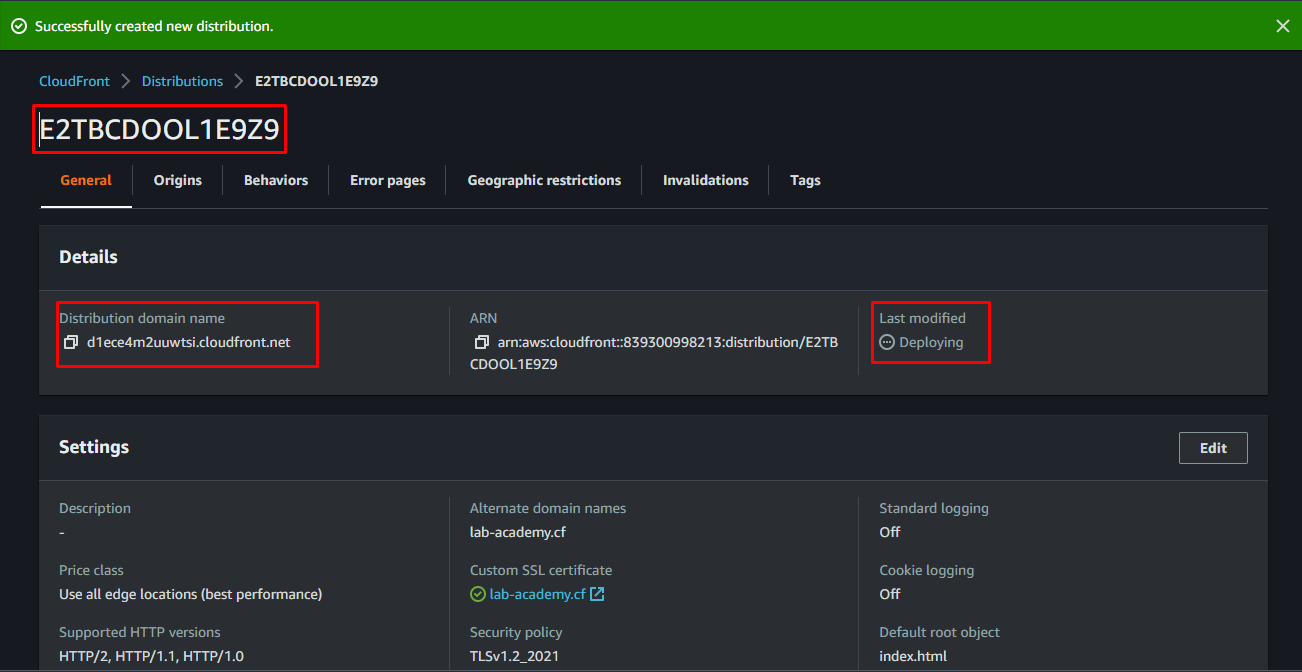 Successfully created new distribution.
CloudFront > Distributions > E2TBCDOOL1E9Z9
E2TBCDOOL1E9Z9
General Origins Behaviors Error pages Geographic restrictions Invalidations Tags
Details
Distribution domain name
d1ece4m2uuwtsi.cloudfront.net
ARN
arn:aws:cloudfront::839300998213:distribution/E2TB
CDOOL1E9Z9
Last modified
Deploying
Settings
Edit
Description
-
Price class
Use all edge locations (best performance)
Supported HTTP versions
HTTP/2, HTTP/1.1, HTTP/1.0
Alternate domain names
lab-academy.cf
Custom SSL certificate
lab-academy.cf
Security policy
TLSv1.2_2021
Standard logging
Off
Cookie logging
Off
Default root object
index.html